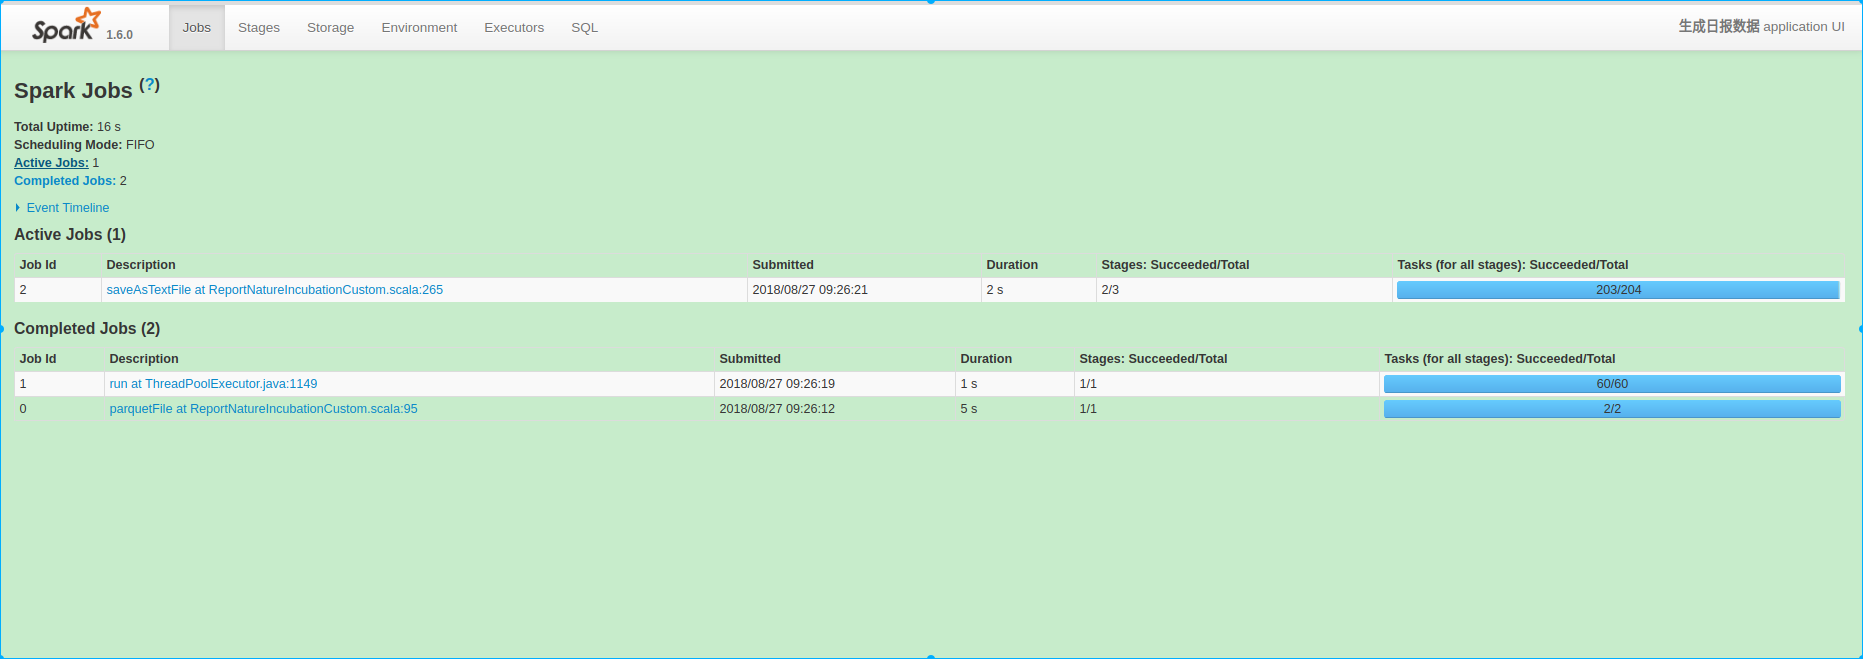 Spark 1.6.0 Jobs Stages Storage Environment Executors SQL 生成日报数据 application UI
Spark Jobs (?)
Total Uptime: 16 s
Scheduling Mode: FIFO
Active Jobs: 1
Completed Jobs: 2
Event Timeline
Active Jobs (1)
Job Id Description Submitted Duration Stages: Succeeded/Total Tasks (for all stages): Succeeded/Total
2 saveAsTextFile at ReportNatureIncubationCustom.scala:265 2018/08/27 09:26:21 2 s 2/3 203/204
Completed Jobs (2)
Job Id Description Submitted Duration Stages: Succeeded/Total Tasks (for all stages): Succeeded/Total
1 run at ThreadPoolExecutor.java:1149 2018/08/27 09:26:19 1 s 1/1 60/60
0 parquetFile at ReportNatureIncubationCustom.scala:95 2018/08/27 09:26:12 5 s 1/1 2/2